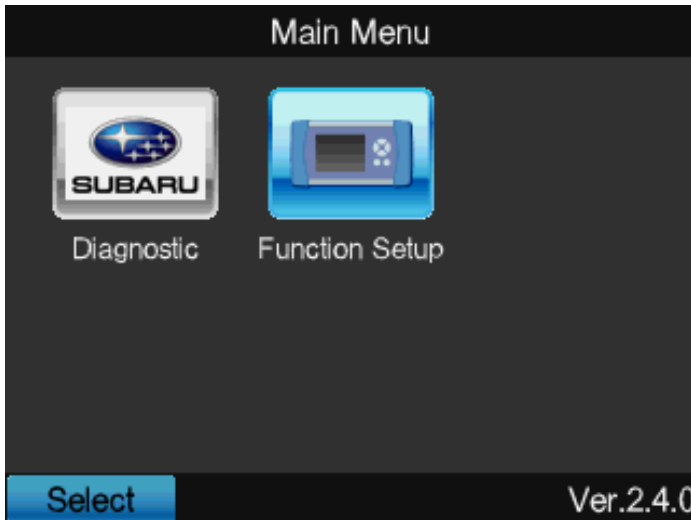 Main Menu
SUBARU
Diagnostic
Function Setup
Select
Ver.2.4.0